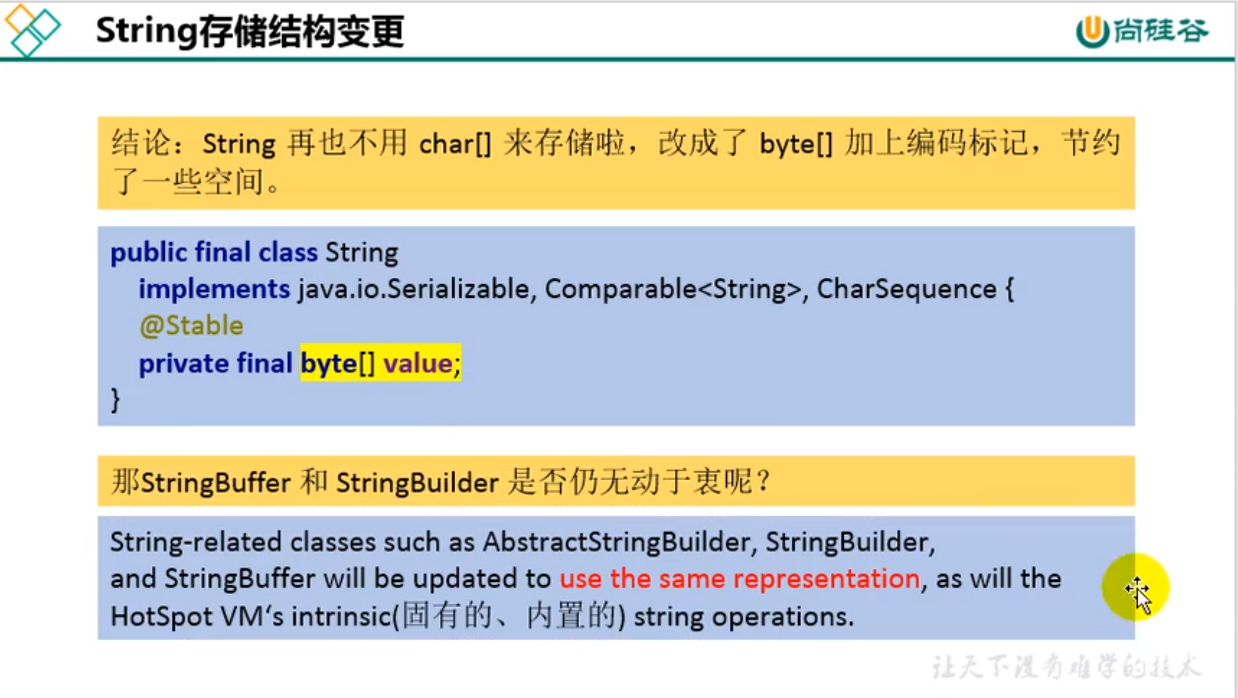 String存储结构变更
尚硅谷
结论：String 再也不用 char[] 来存储啦，改成了 byte[] 加上编码标记，节约
了一些空间。
public final class String
implements java.io.Serializable, Comparable<String>, CharSequence {
@Stable
private final byte[] value;
}
那StringBuffer 和 StringBuilder 是否仍无动于衷呢？
String-related classes such as AbstractStringBuilder, StringBuilder,
and StringBuffer will be updated to use the same representation, as will the
HotSpot VM‘s intrinsic(固有的、内置的) string operations.
让天下没有难学的技术